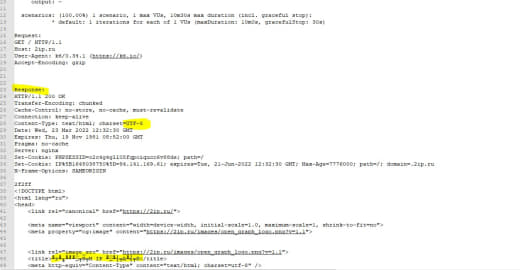 output: -
scenarios: (100.00%) 1 scenario, 1 max VUs, 10m30s max duration (incl. graceful stop):
* default: 1 iterations for each of 1 VUs (maxDuration: 10m0s, gracefulStop: 30s)
Request:
GET / HTTP/1.1
Host: 2ip.ru
User-Agent: k6/0.36.1 (https://k6.io/)
Accept-Encoding: gzip
Response:
HTTP/1.1 200 OK
Transfer-Encoding: chunked
Cache-Control: no-store, no-cache, must-revalidate
Connection: keep-alive
Content-Type: text/html; charset=UTF-8
Date: Wed, 23 Mar 2022 12:32:30 GMT
Expires: Thu, 19 Nov 1981 08:52:00 GMT
Pragma: no-cache
Server: nginx
Set-Cookie: path=/
Set-Cookie: expires=Tue, 21-Jun-2022 12:32:30 GMT; Max-Age=7776000; path=/; domain=.2ip.ru
X-Frame-Options: SAMEORIGIN
2f2ff
<!DOCTYPE html>
<html lang="ru">
<head>
<link rel="canonical" href="https://2ip.ru/">
<meta name="viewport" content="width=device-width, initial-scale=1.0, maximum-scale=1, shrink-to-fit=no">
<meta property="og:image" content="https://2ip.ru/images/open_graph_logo.png?v=1.1">
<link rel="image_src" href="https://2ip.ru/images/open_graph_logo.png?v=1.1">
<title> IP </title>
<meta http-equiv="Content-Type" content="text/html; charset=utf-8" />